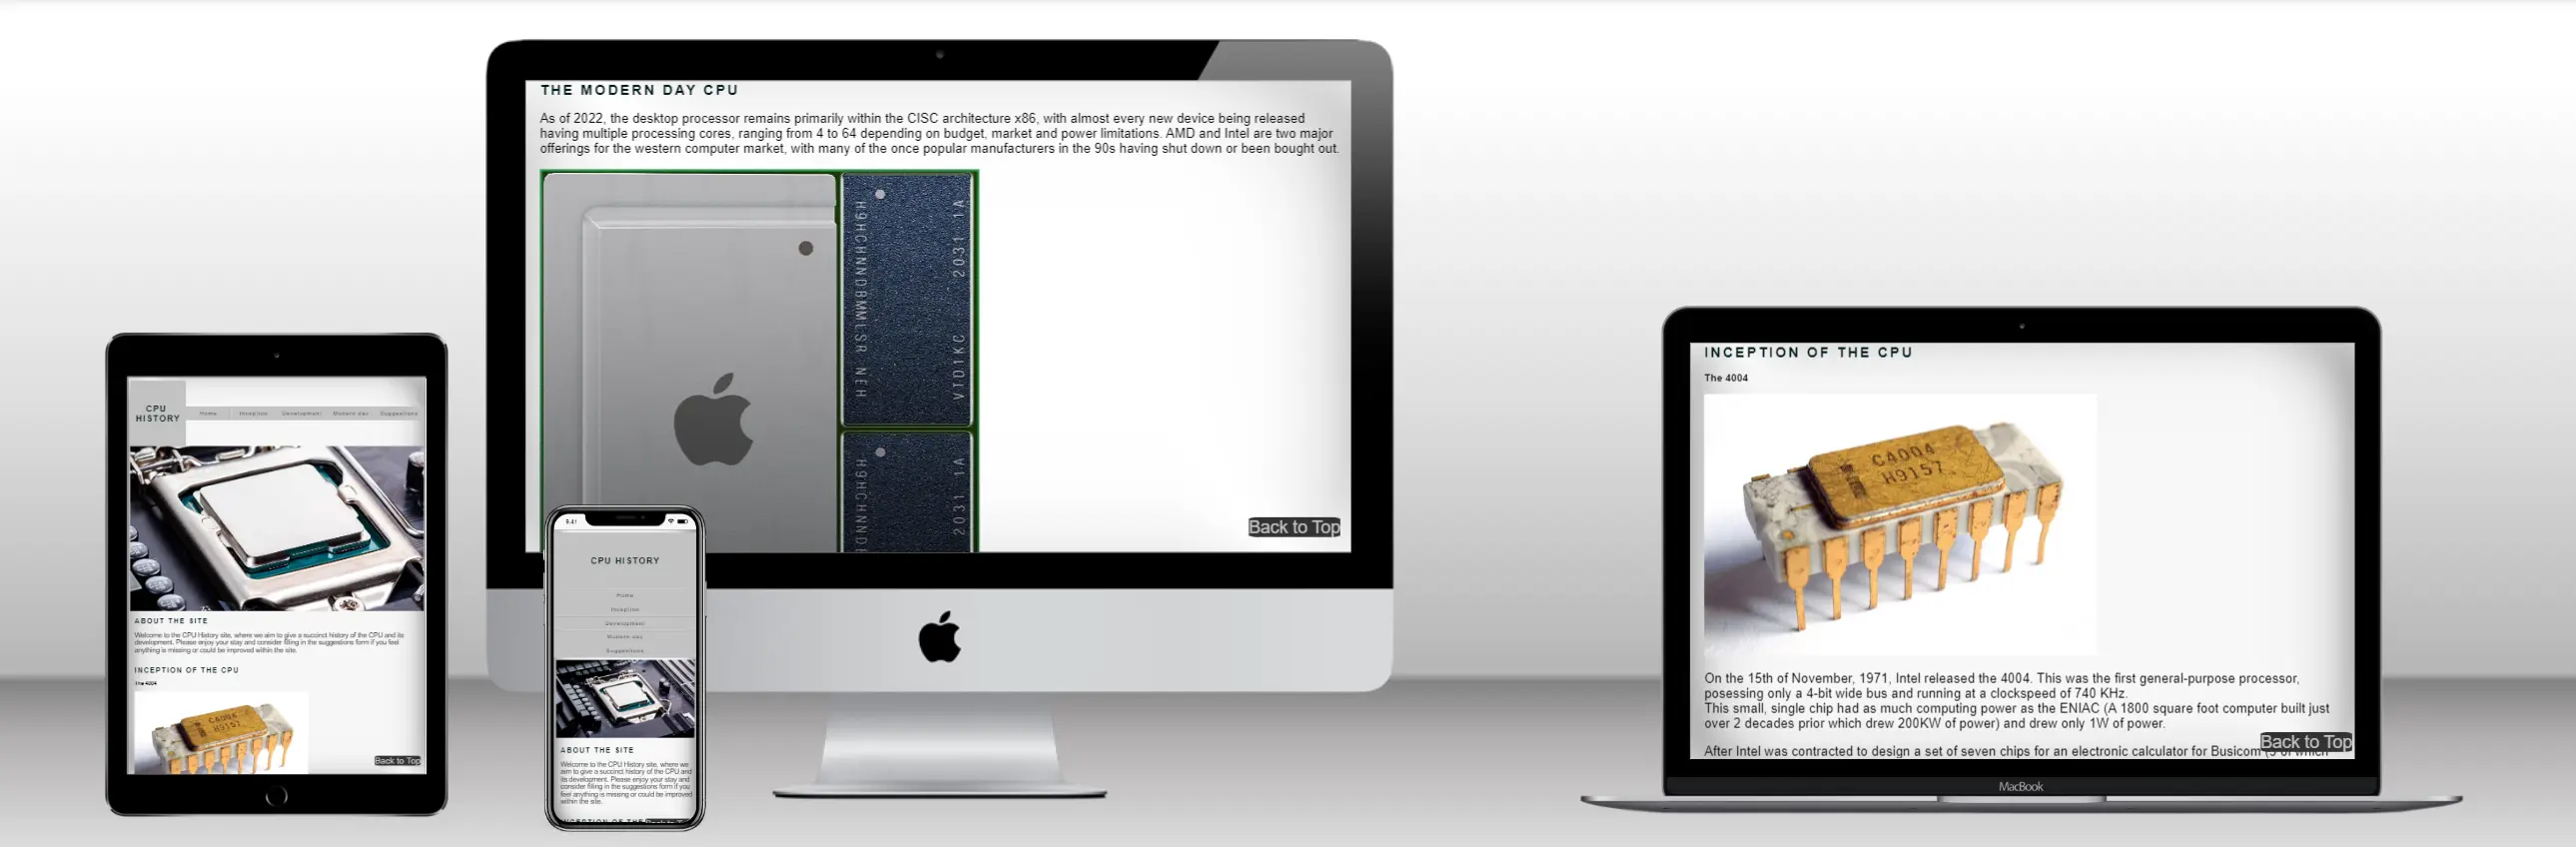 THE MODERN DAY CPU
As of 2022, the desktop processor remains primarily within the CISC architecture x86, with almost every new device being released
having multiple processing cores, ranging from 4 to 64 depending on budget, market and power limitations. AMD and Intel are two major
offerings for the western computer market, with many of the once popular manufacturers in the 90s having shut down or been bought out.
H9HCNNNDBMMLSR NEH
VTD1KC 2031 1A
2031 1A
Back to Top
CPU
HISTORY
Home Inception Development Modern day Suggestions
ABOUT THE SITE
Welcome to the CPU History site, where we aim to give a succinct history of the CPU and its
development. Please enjoy your stay and consider filling in the suggestions form if you feel
anything is missing or could be improved within the site.
INCEPTION OF THE CPU
The 4004
C4004
H9157
Back to Top
9:41
CPU HISTORY
Home
Inception
Development
Modern day
Suggestions
ABOUT THE SITE
Welcome to the CPU History site, where we
aim to give a succinct history of the CPU and
its development. Please enjoy your stay and
consider filling in the suggestions form if you
feel anything is missing or could be improved
within the site.
INCEPTION OF THE
INCEPTION OF THE CPU
The 4004
C4004
H9157
On the 15th of November, 1971, Intel released the 4004. This was the first general-purpose processor,
posessing only a 4-bit wide bus and running at a clockspeed of 740 KHz.
This small, single chip had as much computing power as the ENIAC (A 1800 square foot computer built just
over 2 decades prior which drew 200KW of power) and drew only 1W of power.
After Intel was contracted to design a set of seven chips for an electronic calculator for Busicom (3 of which
Back to Top
MacBook